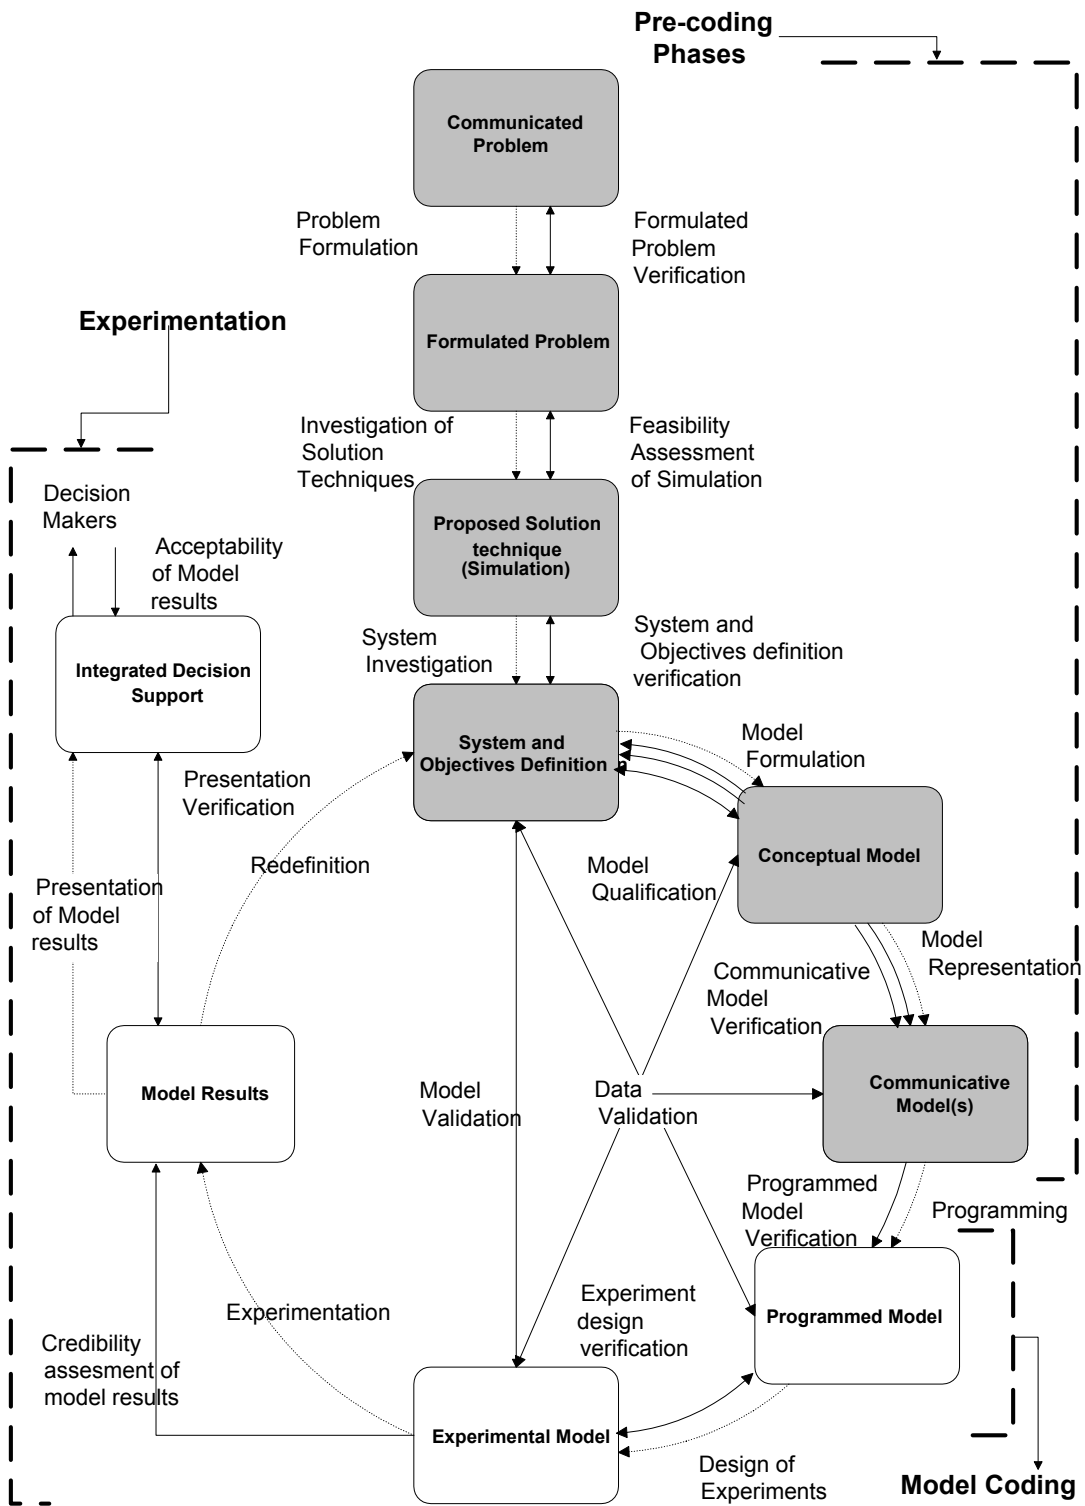 Pre-coding
Phases
Communicated
Problem
Problem
Formulation
Formulated
Problem
Verification
Experimentation
Formulated Problem
Investigation of
Solution
Techniques
Feasibility
Assessment
of Simulation
Decision
Makers
Proposed Solution
technique
(Simulation)
Acceptability
of Model
results
System
Investigation
System and
Objectives definition
verification
Integrated Decision
Support
System and
Objectives Definition n
Model
Formulation
Presentation
Verification
Redefinition
Model
Qualification
Conceptual Model
Presentation
of Model
results
Model
Representation
Communicative
Model
Verification
Model Results
Model
Validation
Data
Validation
Communicative
Model(s)
Programmed
Model
Verification
Programming
Experimentation
Experiment
design
verification
Programmed Model
Credibility
assesment of
model results
Experimental Model
Design of
Experiments
Model Coding